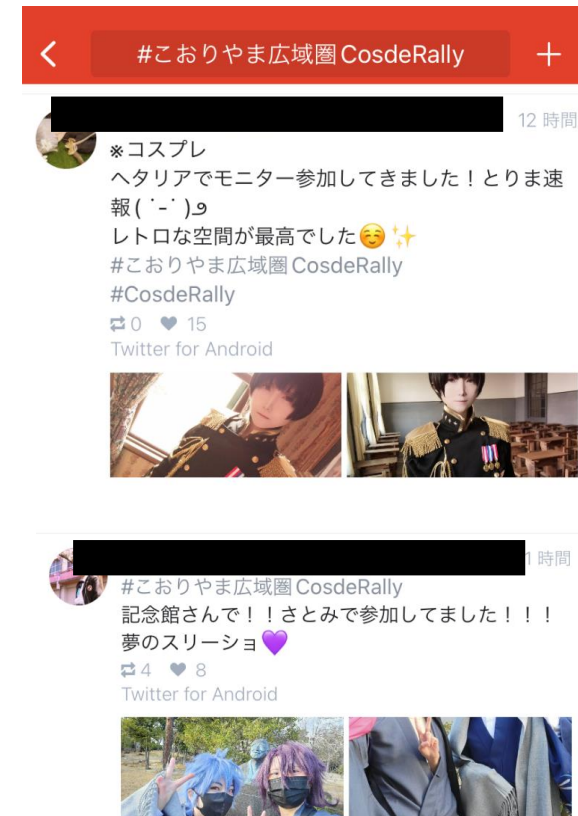 #こおりやま広域圏CosdeRally
12 時間
※コスプレ
ヘタリアでモニター参加してきました！とりま速
報( ˙-˙ )و
レトロな空間が最高でした☺️✨
#こおりやま広域圏CosdeRally
#CosdeRally
0 15
Twitter for Android
1 時間
#こおりやま広域圏CosdeRally
記念館さんで！！さとみで参加してました！！！
夢のスリーショ💜
4 8
Twitter for Android